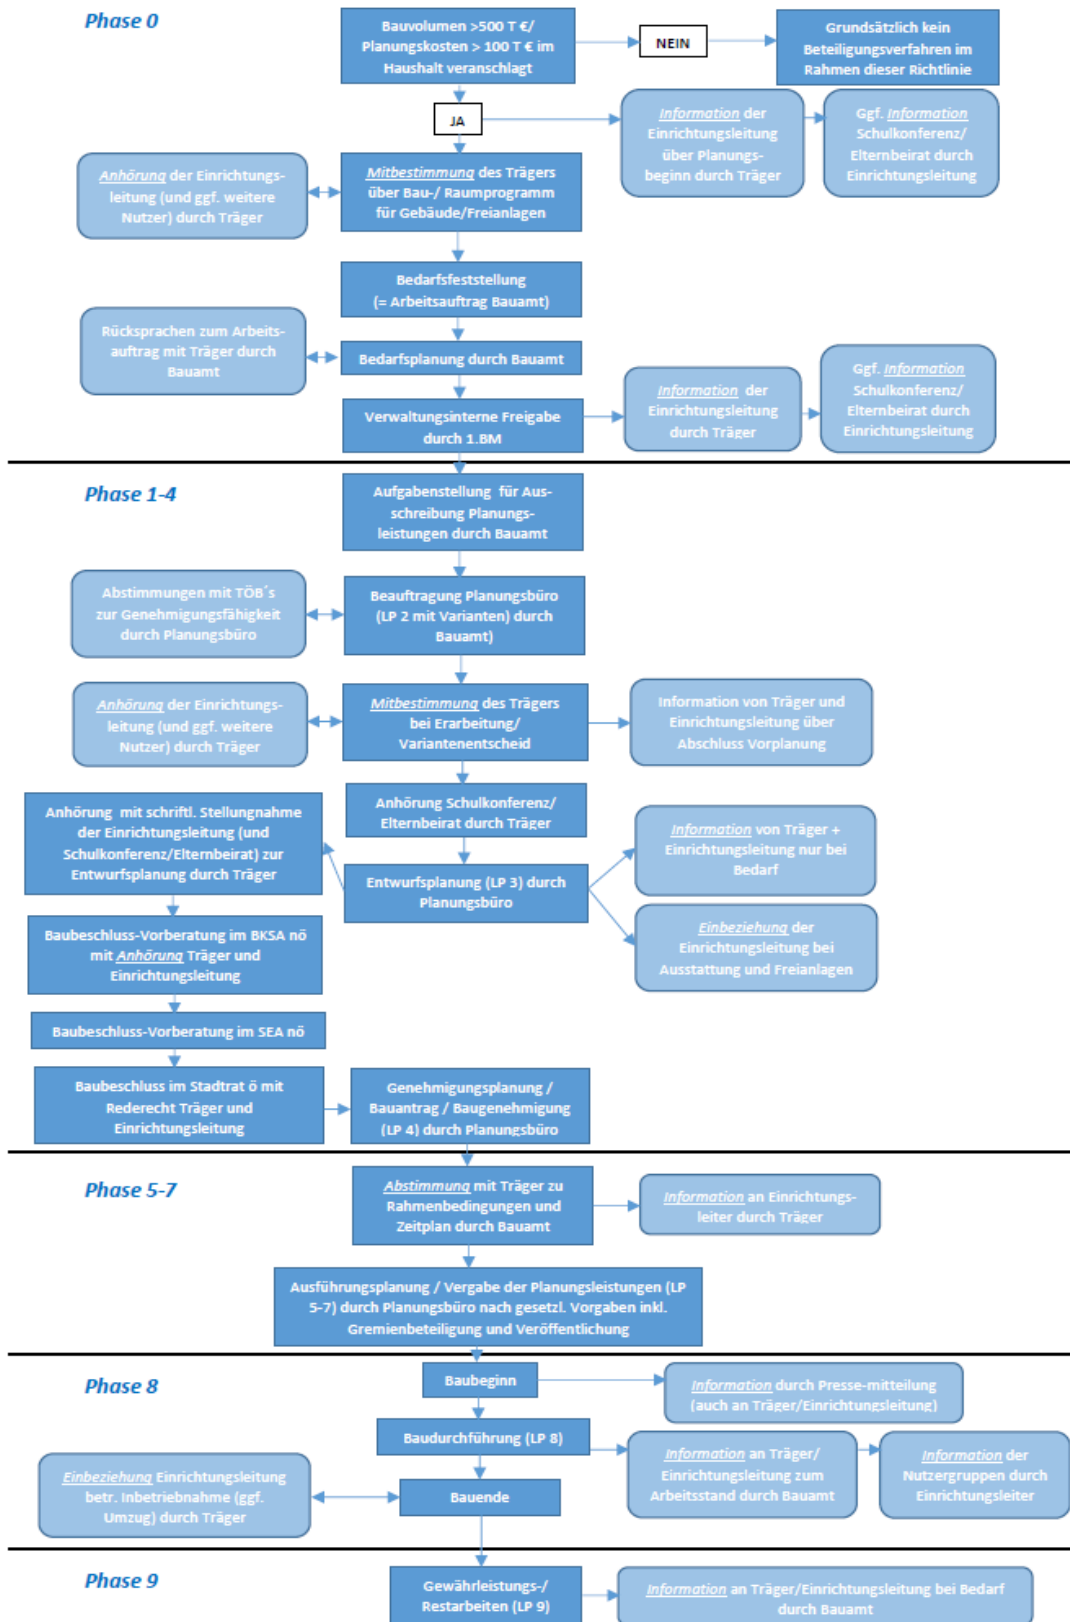 Phase 0
Bauvolumen >500 T €/
Planungskosten > 100 T € im
Haushalt veranschlagt
NEIN
Grundsätzlich kein
Beteiligungsverfahren im
Rahmen dieser Richtlinie
JA
Information der
Einrichtungsleitung
über Planungs-
beginn durch Träger
Ggf. Information
Schulkonferenz/
Elternbeirat durch
Einrichtungsleitung
Anhörung der Einrichtungs-
leitung (und ggf. weitere
Nutzer) durch Träger
Mitbestimmung des Trägers
über Bau-/ Raumprogramm
für Gebäude/Freianlagen
Bedarfsfeststellung
(= Arbeitsauftrag Bauamt)
Rücksprachen zum Arbeits-
auftrag mit Träger durch
Bauamt
Bedarfsplanung durch Bauamt
Verwaltungsinterne Freigabe
durch 1.BM
Information der
Einrichtungsleitung
durch Träger
Ggf. Information
Schulkonferenz/
Elternbeirat durch
Einrichtungsleitung
Phase 1-4
Aufgabenstellung für Aus-
schreibung Planungs-
leistungen durch Bauamt
Abstimmungen mit TÖB´s
zur Genehmigungsfähigkeit
durch Planungsbüro
Beauftragung Planungsbüro
(LP 2 mit Varianten) durch
Bauamt)
Anhörung der Einrichtungs-
leitung (und ggf. weitere
Nutzer) durch Träger
Mitbestimmung des Trägers
bei Erarbeitung/
Variantenentscheid
Information von Träger und
Einrichtungsleitung über
Abschluss Vorplanung
Anhörung Schulkonferenz/
Elternbeirat durch Träger
Anhörung mit schriftl. Stellungnahme
der Einrichtungsleitung (und
Schulkonferenz/Elternbeirat) zur
Entwurfsplanung durch Träger
Entwurfsplanung (LP 3) durch
Planungsbüro
Information von Träger +
Einrichtungsleitung nur bei
Bedarf
Einbeziehung der
Einrichtungsleitung bei
Ausstattung und Freianlagen
Baubeschluss-Vorberatung im BKSA nö
mit Anhörung Träger und
Einrichtungsleitung
Baubeschluss-Vorberatung im SEA nö
Baubeschluss im Stadtrat ö mit
Rederecht Träger und
Einrichtungsleitung
Genehmigungsplanung /
Bauantrag / Baugenehmigung
(LP 4) durch Planungsbüro
Phase 5-7
Abstimmung mit Träger zu
Rahmenbedingungen und
Zeitplan durch Bauamt
Information an Einrichtungs-
leiter durch Träger
Ausführungsplanung / Vergabe der Planungsleistungen (LP
5-7) durch Planungsbüro nach gesetzl. Vorgaben inkl.
Gremienbeteiligung und Veröffentlichung
Phase 8
Baubeginn
Information durch Presse-mitteilung
(auch an Träger/Einrichtungsleitung)
Baudurchführung (LP 8)
Information an Träger/
Einrichtungsleitung zum
Arbeitsstand durch Bauamt
Information der
Nutzergruppen durch
Einrichtungsleiter
Einbeziehung Einrichtungsleitung
betr. Inbetriebnahme (ggf.
Umzug) durch Träger
Bauende
Phase 9
Gewährleistungs-/
Restarbeiten (LP 9)
Information an Träger/Einrichtungsleitung bei Bedarf
durch Bauamt